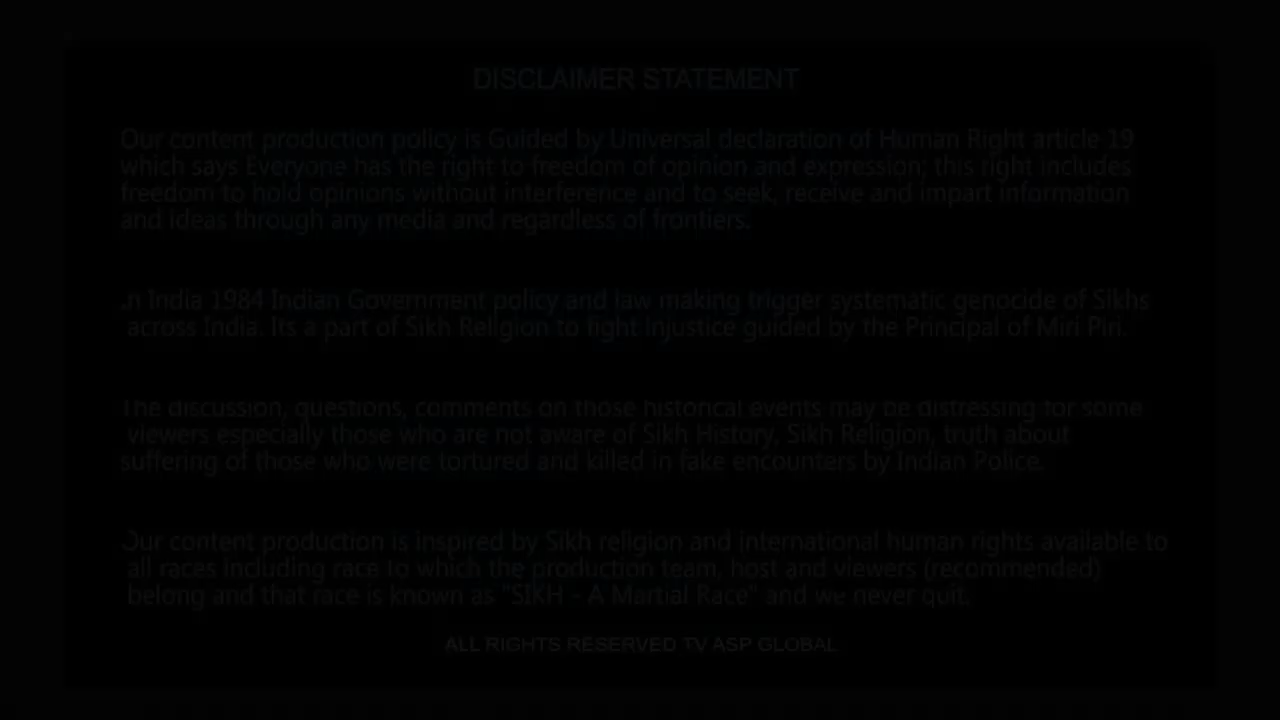 DISCLAIMER STATEMENT
Our content production policy is Guided by Universal declaration of Human Right article 19
which says Everyone has the right to freedom of opinion and expression; this right includes
freedom to hold opinions without interference and to seek, receive and impart information
and ideas through any media and regardless of frontiers.
In India 1984 Indian Government policy and law making trigger systematic genocide of Sikhs
across India. Its a part of Sikh Religion to fight Injustice guided by the Principal of Miri Piri.
The discussion, questions, comments on those historical events may be distressing for some
viewers especially those who are not aware of Sikh History, Sikh Religion, truth about
suffering of those who were tortured and killed in fake encounters by Indian Police.
Our content production is inspired by Sikh religion and International human rights available to
all races including race to which the production team, host and viewers (recommended)
belong and that race is known as "SIKH - A Martial Race" and we never quit.
ALL RIGHTS RESERVED TV ASP GLOBAL